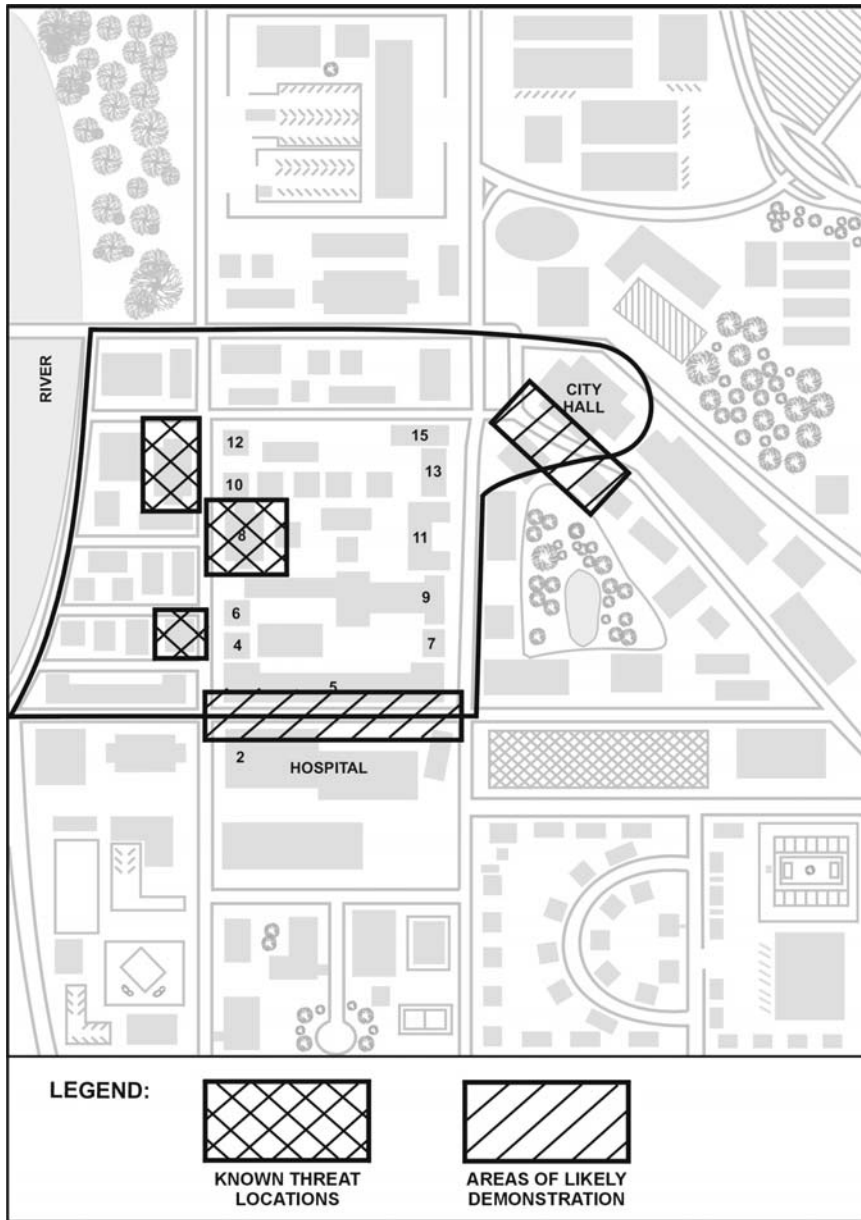 RIVER
CITY
HALL
12
15
10
13
8
11
9
6
4
7
5
2
HOSPITAL
LEGEND:
KNOWN THREAT
LOCATIONS
AREAS OF LIKELY
DEMONSTRATION